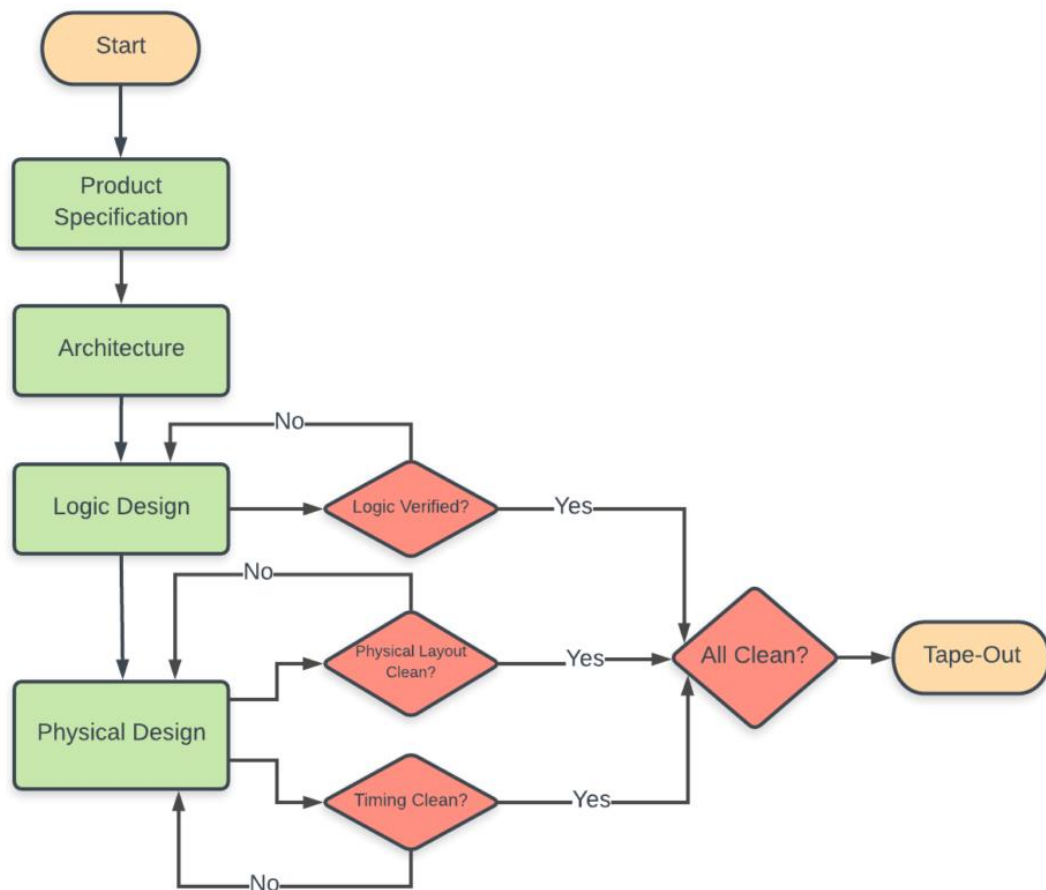 Start
Product
Specification
Architecture
No
Logic Design
Logic Verified?
Yes
No
Physical Layout
Clean?
Yes
All Clean?
Tape-Out
Physical Design
Timing Clean?
Yes
No